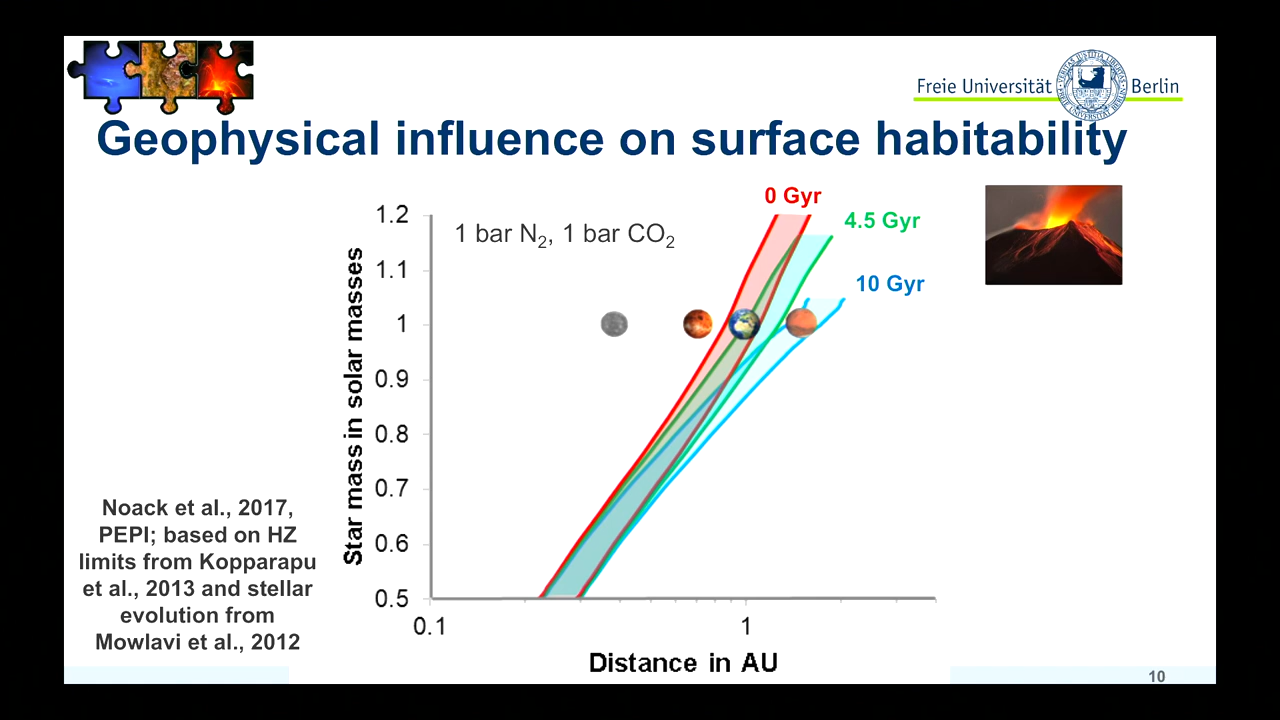 Freie Universität Berlin
Geophysical influence on surface habitability
0 Gyr
4.5 Gyr
10 Gyr
1 bar N₂, 1 bar CO₂
Star mass in solar masses
1.2
1.1
1
0.9
0.8
0.7
0.6
0.5
0.1
1
Distance in AU
Noack et al., 2017,
PEPI; based on HZ
limits from Kopparapu
et al., 2013 and stellar
evolution from
Mowlavi et al., 2012
10